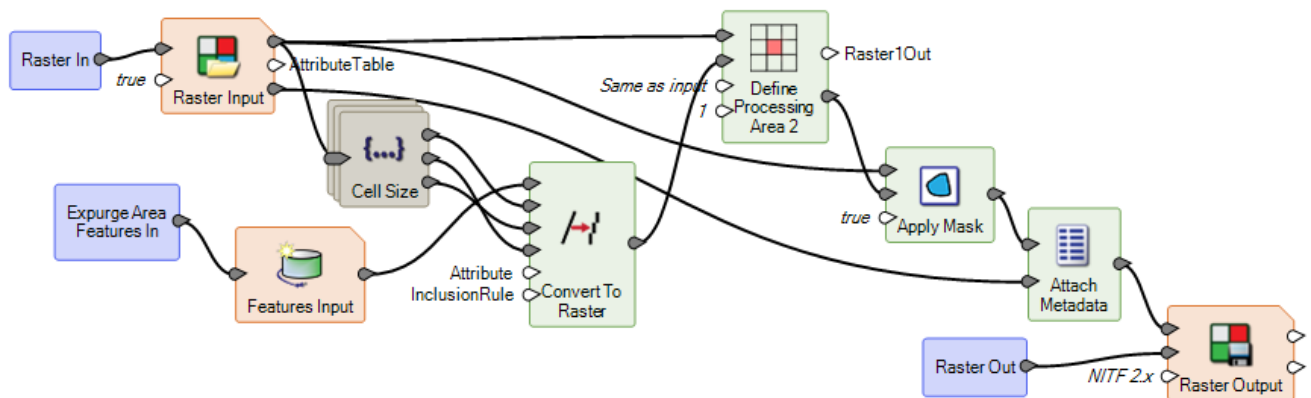 Raster In
true
Raster Input
AttributeTable
{...}
Cell Size
Expurge Area
Features In
Features Input
Attribute
InclusionRule
Convert To
Raster
Same as input
1
Define
Processing
Area 2
Raster1Out
true
Apply Mask
Attach
Metadata
Raster Out
NITF 2.x
Raster Output